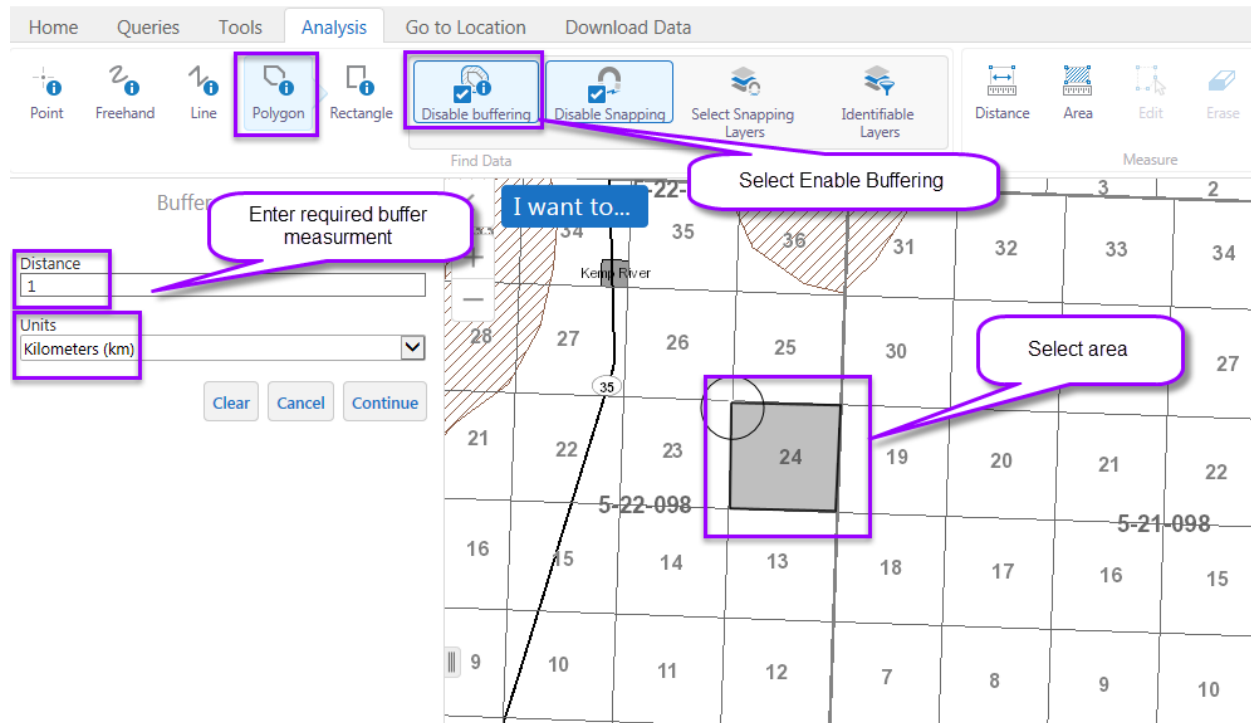 Home Queries Tools Analysis Go to Location Download Data
Point Freehand Line Polygon Rectangle Disable buffering Disable Snapping Select Snapping Layers Identifiable Layers Distance Area Edit Erase
Find Data Measure
Select Enable Buffering
Buffer
Enter required buffer
measurment
I want to...
Distance
1
Units
Kilometers (km)
Clear Cancel Continue
5-22- 3 2
34 35 36 31 32 33 34
Kemp River
28 27 26 25 30 27
Select area
35
21 22 23 24 19 20 21 22
5-22-098 5-21-098
16 15 14 13 18 17 16 15
9 10 11 12 7 8 9 10